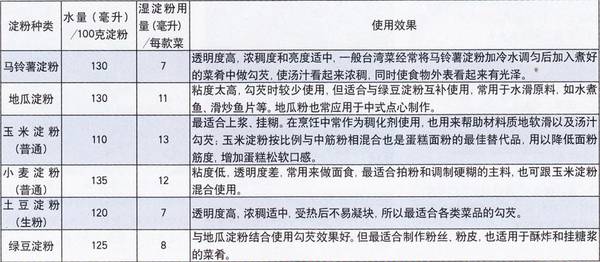 淀粉种类
水量（毫升）
/100克淀粉
湿淀粉用
量（毫升）
/每款菜
使用效果
马铃薯淀粉
130
7
透明度高，浓稠度和亮度适中，一般台湾菜经常将马铃薯淀粉加冷水调匀后加入煮好
的菜肴中做勾芡，使汤汁看起来浓稠，同时使食物外表看起来有光泽。
地瓜淀粉
130
11
粘度太高，勾芡时较少使用，但适合与绿豆淀粉互补使用，常用于水滑原料，如水煮
鱼、滑炒鱼片等。地瓜粉也常应用于中式点心制作。
玉米淀粉
(普通)
110
13
最适合上浆、挂糊。在烹饪中常作为稠化剂使用，也用来帮助材料质地软滑以及汤汁
勾芡；玉米淀粉按比例与中筋粉相混合也是蛋糕面粉的最佳替代品，用以降低面粉
筋度，增加蛋糕松软口感。
小麦淀粉
(普通)
135
12
粘度低，透明度差，常用来做面食，最适合拍粉和调制硬糊的主料，也可跟玉米淀粉
混合使用。
土豆淀粉
(生粉)
120
7
透明度高，浓稠适中，受热后不易凝块，所以最适合各类菜品的勾芡。
绿豆淀粉
125
8
与地瓜淀粉结合使用勾芡效果好。但最适合制作粉丝，粉皮，也适用于酥炸和挂糖浆
的菜肴。